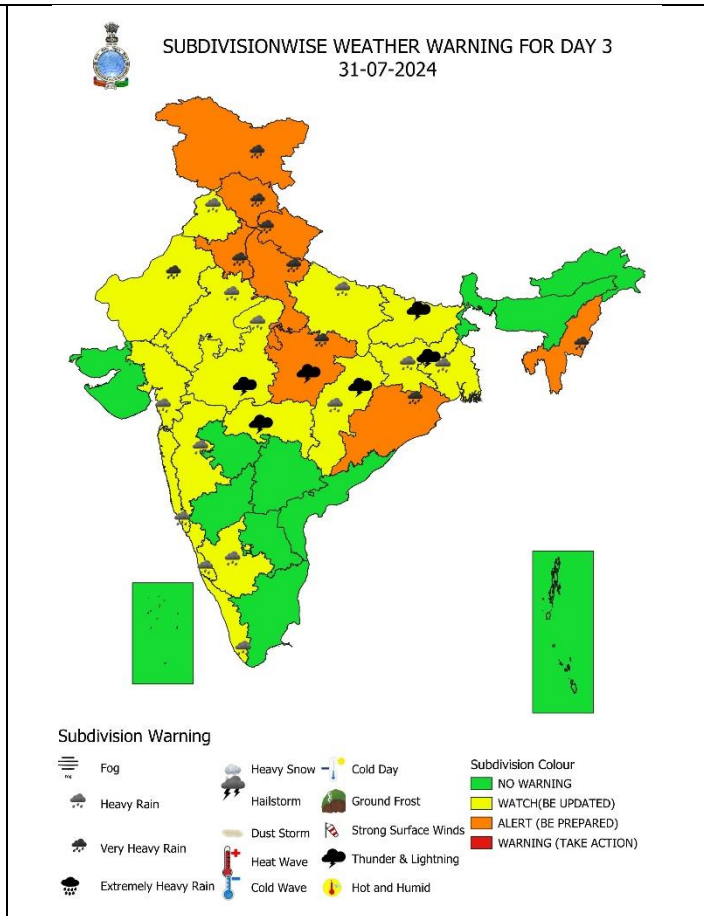 SUBDIVISIONWISE WEATHER WARNING FOR DAY 3
31-07-2024
Subdivision Warning
Fog
Fog
Heavy Rain
Very Heavy Rain
Extremely Heavy Rain
Heavy Snow
Hailstorm
Dust Storm
Heat Wave
Cold Wave
Cold Day
Ground Frost
Strong Surface Winds
Thunder & Lightning
Hot and Humid
Subdivision Colour
NO WARNING
WATCH(BE UPDATED)
ALERT (BE PREPARED)
WARNING (TAKE ACTION)